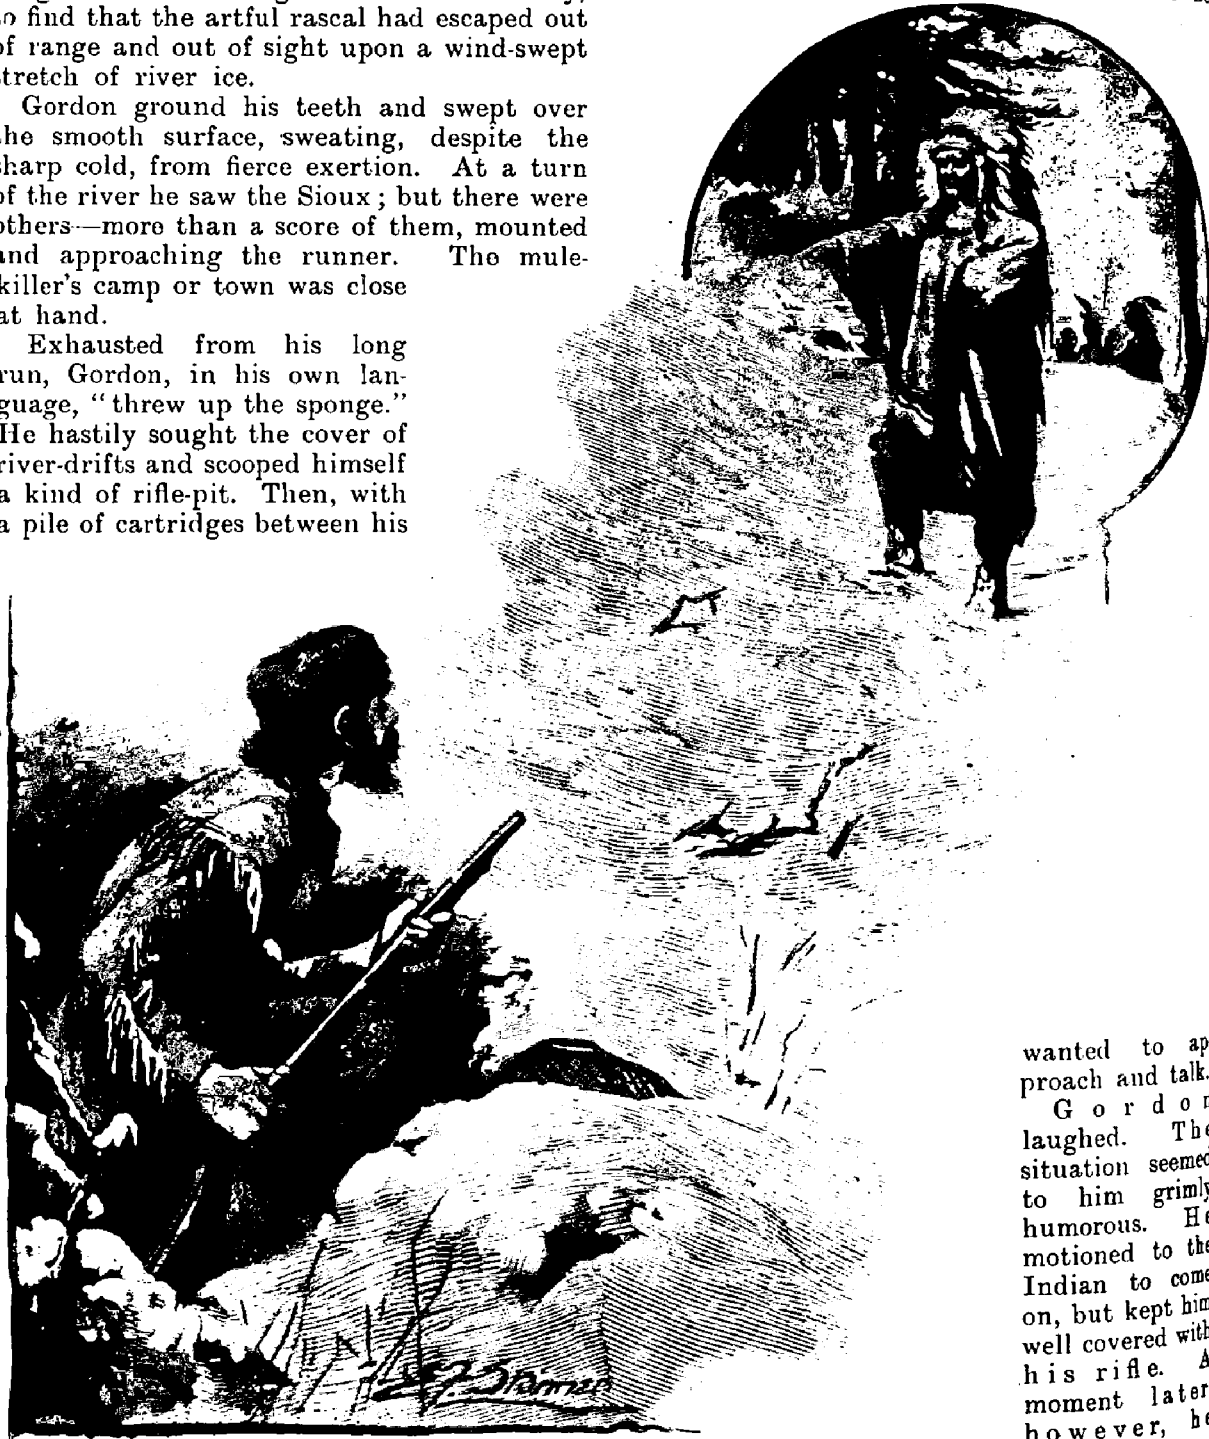 find that the artful rascal had escaped out
of range and out of sight upon a wind-swept
stretch of river ice.
Gordon ground his teeth and swept over
the smooth surface, sweating, despite the
sharp cold, from fierce exertion. At a turn
of the river he saw the Sioux; but there were
others—more than a score of them, mounted
and approaching the runner. The mule-
killer's camp or town was close
at hand.
Exhausted from his long
run, Gordon, in his own lan-
guage, "threw up the sponge."
He hastily sought the cover of
river-drifts and scooped himself
a kind of rifle-pit. Then, with
a pile of cartridges between his
wanted to ap
proach and talk.
Gordon
laughed. The
situation seemed
to him grimly
humorous. He
motioned to the
Indian to come
on, but kept him
well covered with
his rifle. A
moment later
however, he